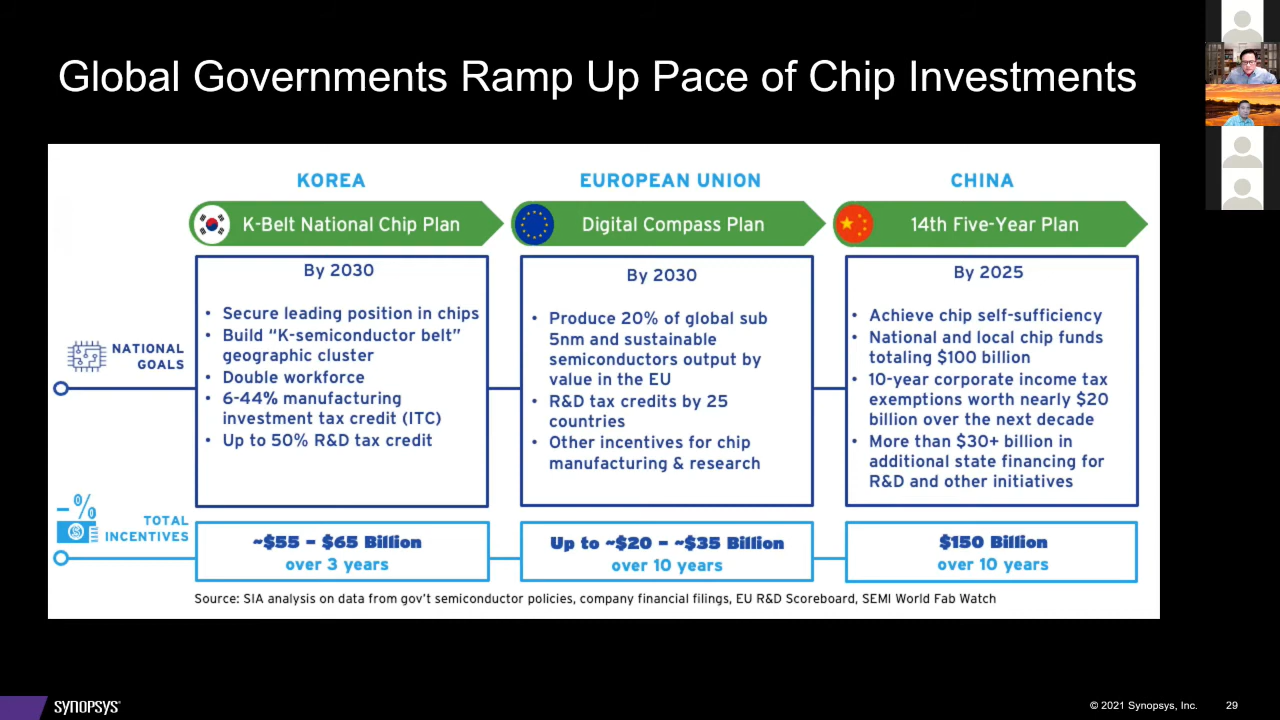 Global Governments Ramp Up Pace of Chip Investments
KOREA
EUROPEAN UNION
CHINA
K-Belt National Chip Plan
Digital Compass Plan
14th Five-Year Plan
NATIONAL
GOALS
By 2030
• Secure leading position in chips
• Build “K-semiconductor belt”
geographic cluster
• Double workforce
• 6-44% manufacturing
investment tax credit (ITC)
• Up to 50% R&D tax credit
By 2030
• Produce 20% of global sub
5nm and sustainable
semiconductors output by
value in the EU
• R&D tax credits by 25
countries
• Other incentives for chip
manufacturing & research
By 2025
• Achieve chip self-sufficiency
• National and local chip funds
totaling $100 billion
• 10-year corporate income tax
exemptions worth nearly $20
billion over the next decade
• More than $30+ billion in
additional state financing for
R&D and other initiatives
–%
TOTAL
INCENTIVES
~$55 – $65 Billion
over 3 years
Up to ~$20 – ~$35 Billion
over 10 years
$150 Billion
over 10 years
Source: SIA analysis on data from gov’t semiconductor policies, company financial filings, EU R&D Scoreboard, SEMI World Fab Watch
SYNOPSYS®
© 2021 Synopsys, Inc.
29